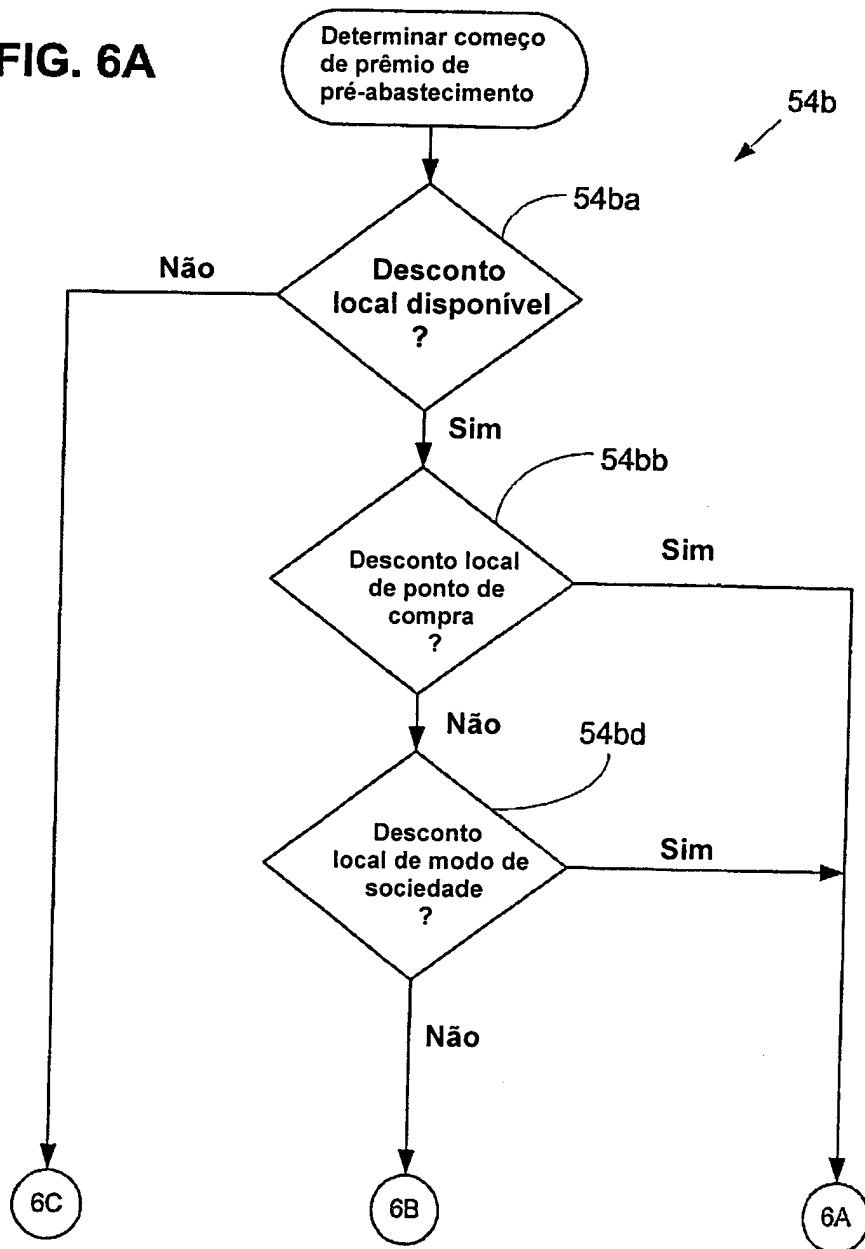 FIG. 6A
Determinar começo
de prêmio de
pré-abastecimento
54b
54ba
Não
Desconto
local disponível
?
Sim
54bb
Desconto local
de ponto de
compra
?
Sim
Não
54bd
Desconto
local de modo de
sociedade
?
Sim
Não
6C
6B
6A